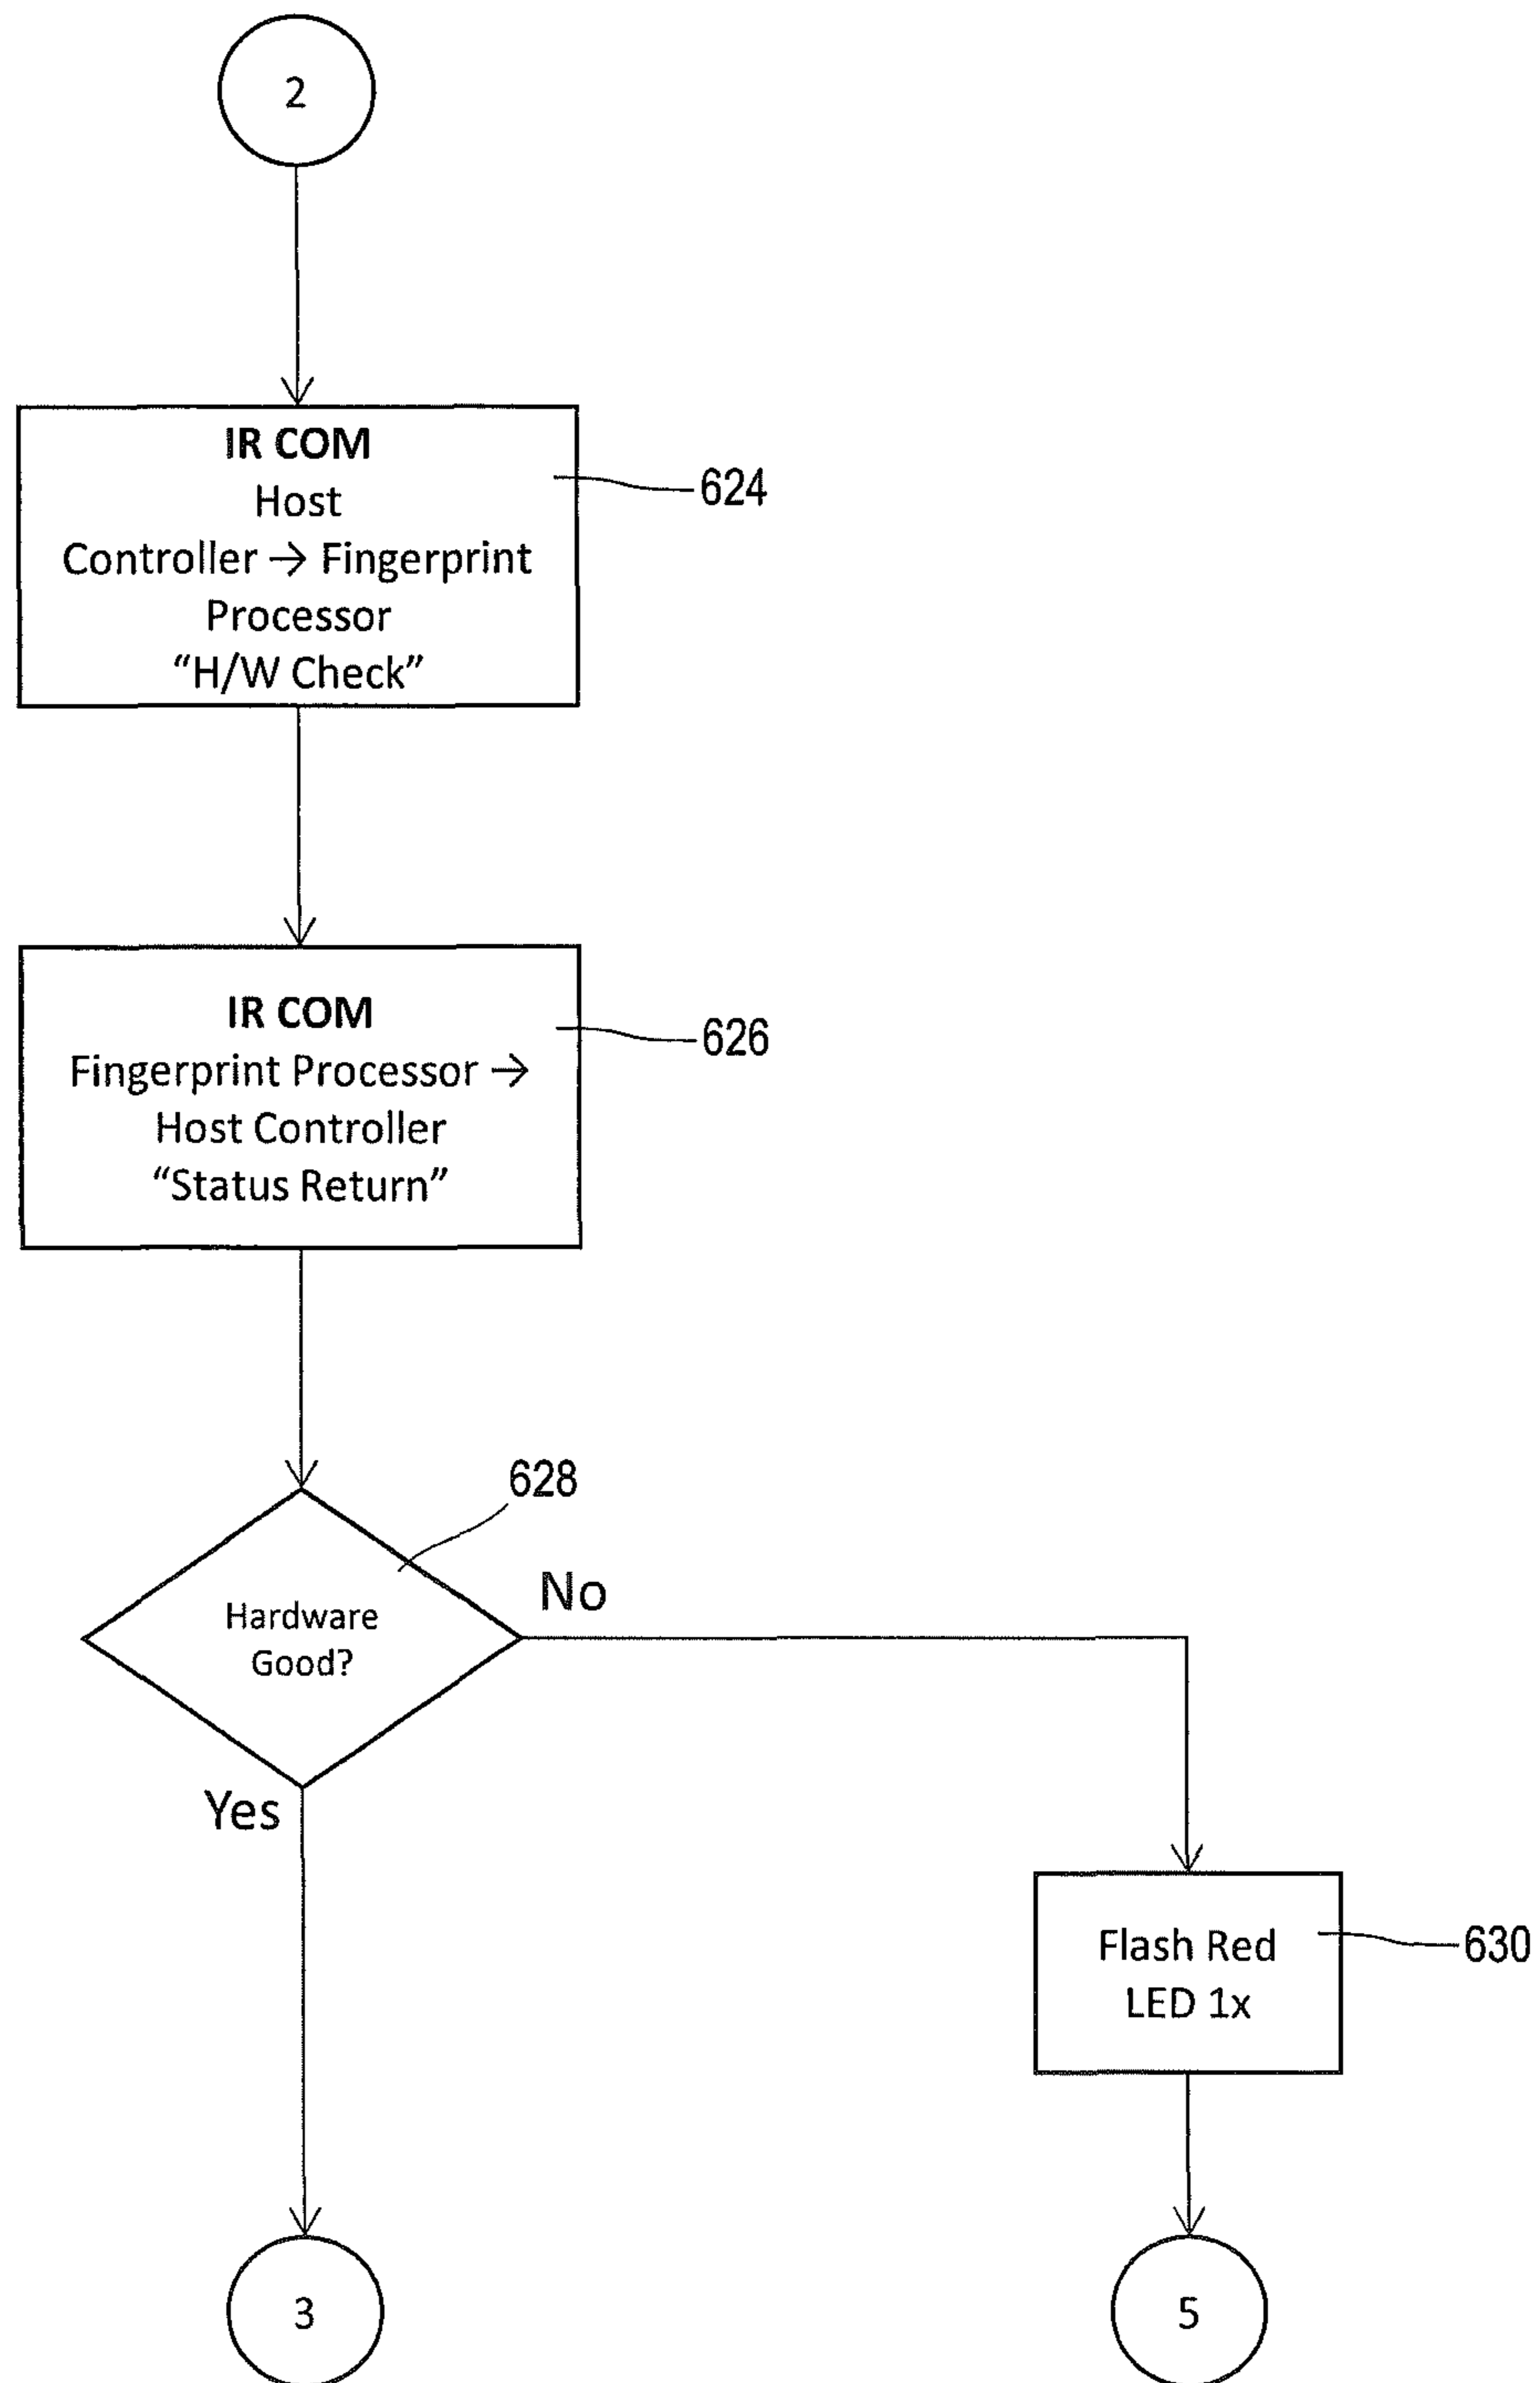 2
IR COM
Host
Controller → Fingerprint
Processor
“H/W Check”
624
IR COM
Fingerprint Processor →
Host Controller
“Status Return”
626
628
Hardware
Good?
No
Yes
Flash Red
LED 1x
630
3
5